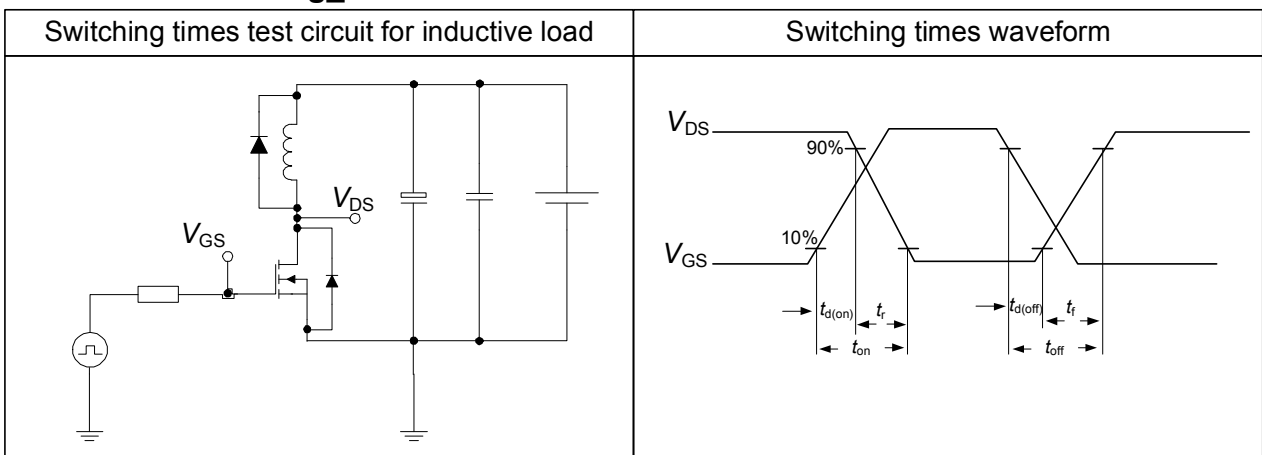 Switching times test circuit for inductive load
Switching times waveform
VDS
VGS
VDS
90%
10%
VGS
td(on)
tr
ton
td(off)
tf
toff